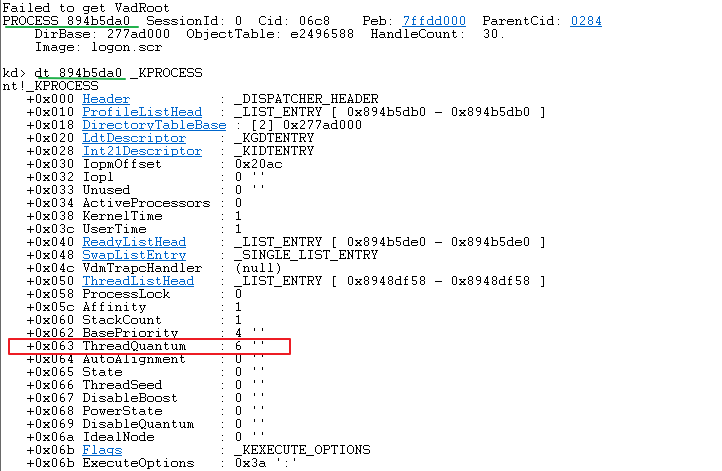 Failed to get VadRoot
PROCESS 894b5da0  SessionId: 0  Cid: 06c8    Peb: 7ffdd000  ParentCid: 0284
    DirBase: 277ad000  ObjectTable: e2496588  HandleCount:  30.
    Image: logon.scr
kd> dt 894b5da0 _KPROCESS
nt!_KPROCESS
   +0x000 Header           : _DISPATCHER_HEADER
   +0x010 ProfileListHead  : _LIST_ENTRY [ 0x894b5db0 - 0x894b5db0 ]
   +0x018 DirectoryTableBase : [2] 0x277ad000
   +0x020 LdtDescriptor    : _KGDTENTRY
   +0x028 Int21Descriptor  : _KIDTENTRY
   +0x030 IopmOffset       : 0x20ac
   +0x032 Iopl             : 0 ''
   +0x033 Unused           : 0 ''
   +0x034 ActiveProcessors : 0
   +0x038 KernelTime       : 1
   +0x03c UserTime         : 1
   +0x040 ReadyListHead    : _LIST_ENTRY [ 0x894b5de0 - 0x894b5de0 ]
   +0x048 SwapListEntry    : _SINGLE_LIST_ENTRY
   +0x04c VdmTrapcHandler  : (null)
   +0x050 ThreadListHead   : _LIST_ENTRY [ 0x8948df58 - 0x8948df58 ]
   +0x058 ProcessLock      : 0
   +0x05c Affinity         : 1
   +0x060 StackCount       : 1
   +0x062 BasePriority     : 4 ''
   +0x063 ThreadQuantum    : 6 ''
   +0x064 AutoAlignment    : 0 ''
   +0x065 State            : 0 ''
   +0x066 ThreadSeed       : 0 ''
   +0x067 DisableBoost     : 0 ''
   +0x068 PowerState       : 0 ''
   +0x069 DisableQuantum   : 0 ''
   +0x06a IdealNode        : 0 ''
   +0x06b Flags            : _KEXECUTE_OPTIONS
   +0x06b ExecuteOptions   : 0x3a ':'